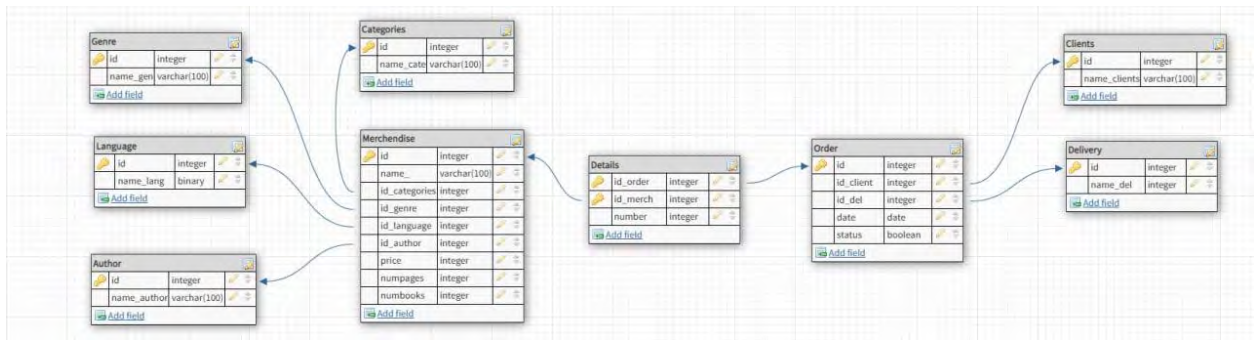 Genre
id integer
name_gen varchar(100)
Add field
Language
id integer
name_lang binary
Add field
Author
id integer
name_author varchar(100)
Add field
Categories
id integer
name_cate varchar(100)
Add field
Merchendise
id integer
name_ varchar(100)
id_categories integer
id_genre integer
id_language integer
id_author integer
price integer
numpages integer
numbooks integer
Add field
Details
id_order integer
id_merch integer
number integer
Add field
Order
id integer
id_client integer
id_del integer
date date
status boolean
Add field
Clients
id integer
name_clients varchar(100)
Add field
Delivery
id integer
name_del integer
Add field